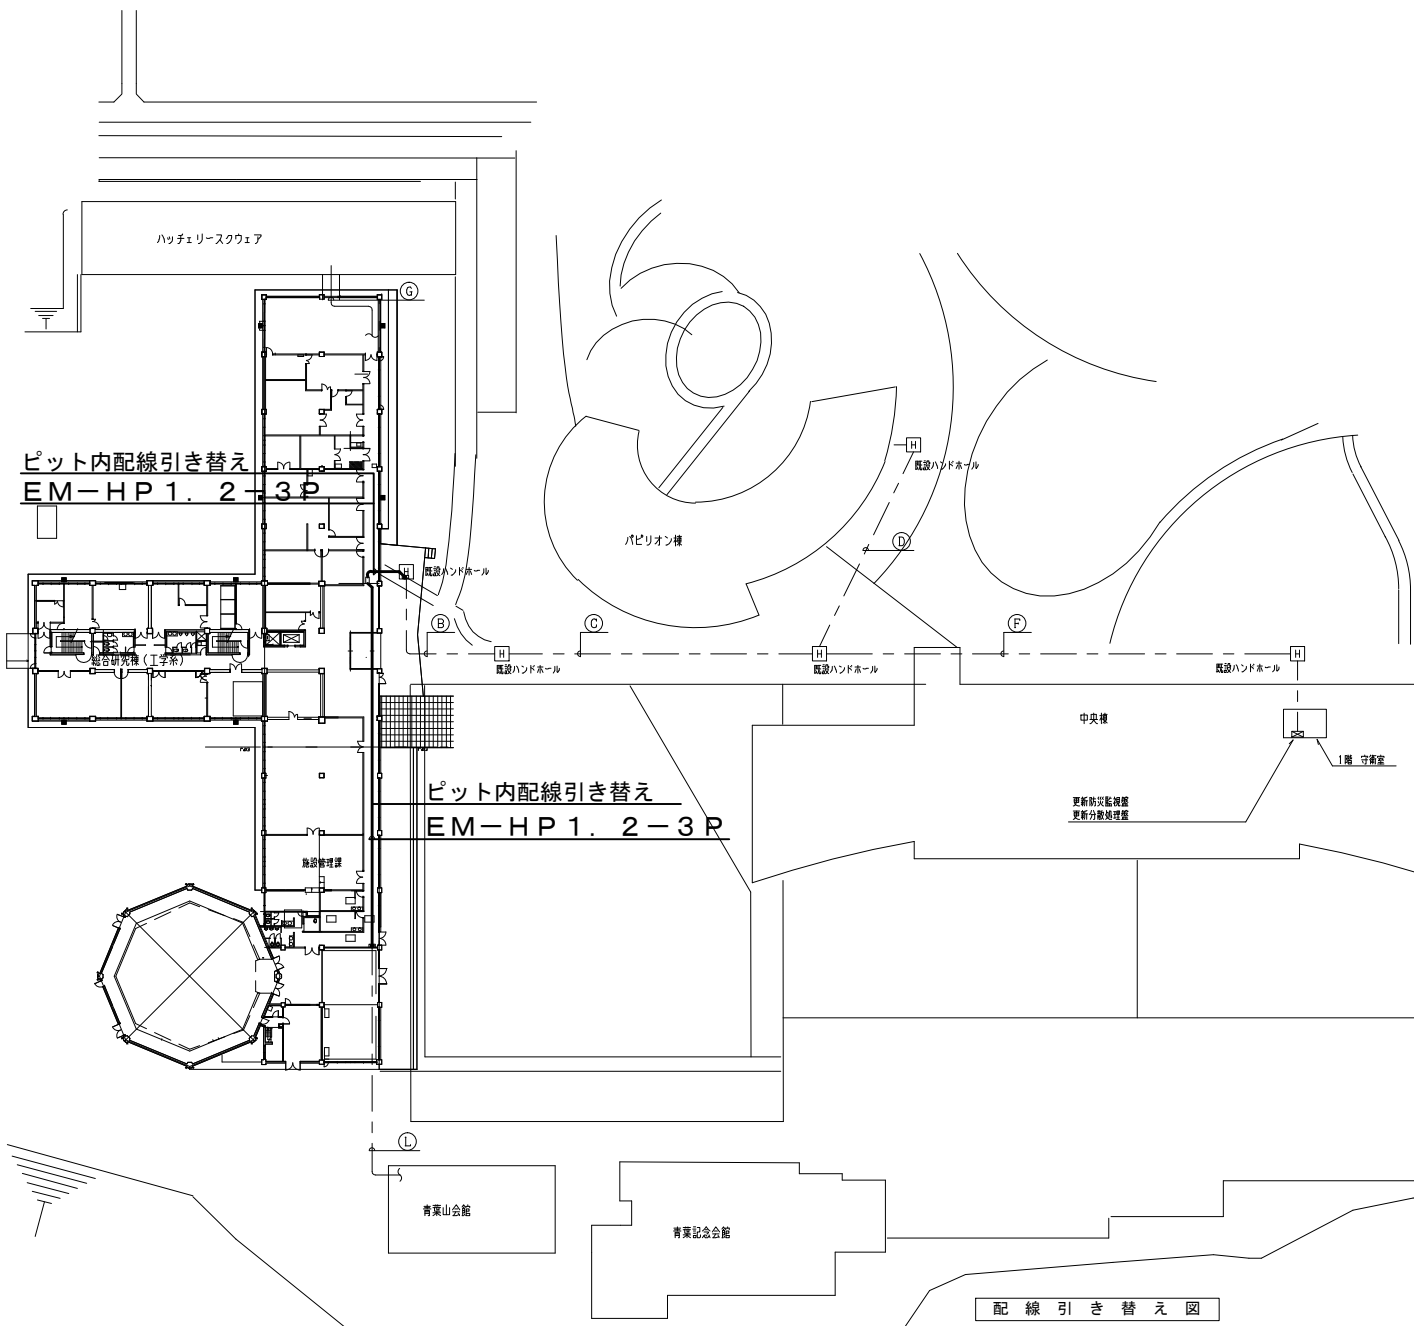 ハッチェリースクウェア
G
ピット内配線引き替え
EM－HP1．2－3P
H
既設ハンドホール
パビリオン棟
D
H
既設ハンドホール
B
C
F
H
既設ハンドホール
H
既設ハンドホール
H
既設ハンドホール
総合研究棟（工学系）
中央棟
1階 守衛室
ピット内配線引き替え
EM－HP1．2－3P
更新防災監視盤
更新分散処理盤
施設管理課
L
青葉山会館
青葉記念会館
配線引き替え図